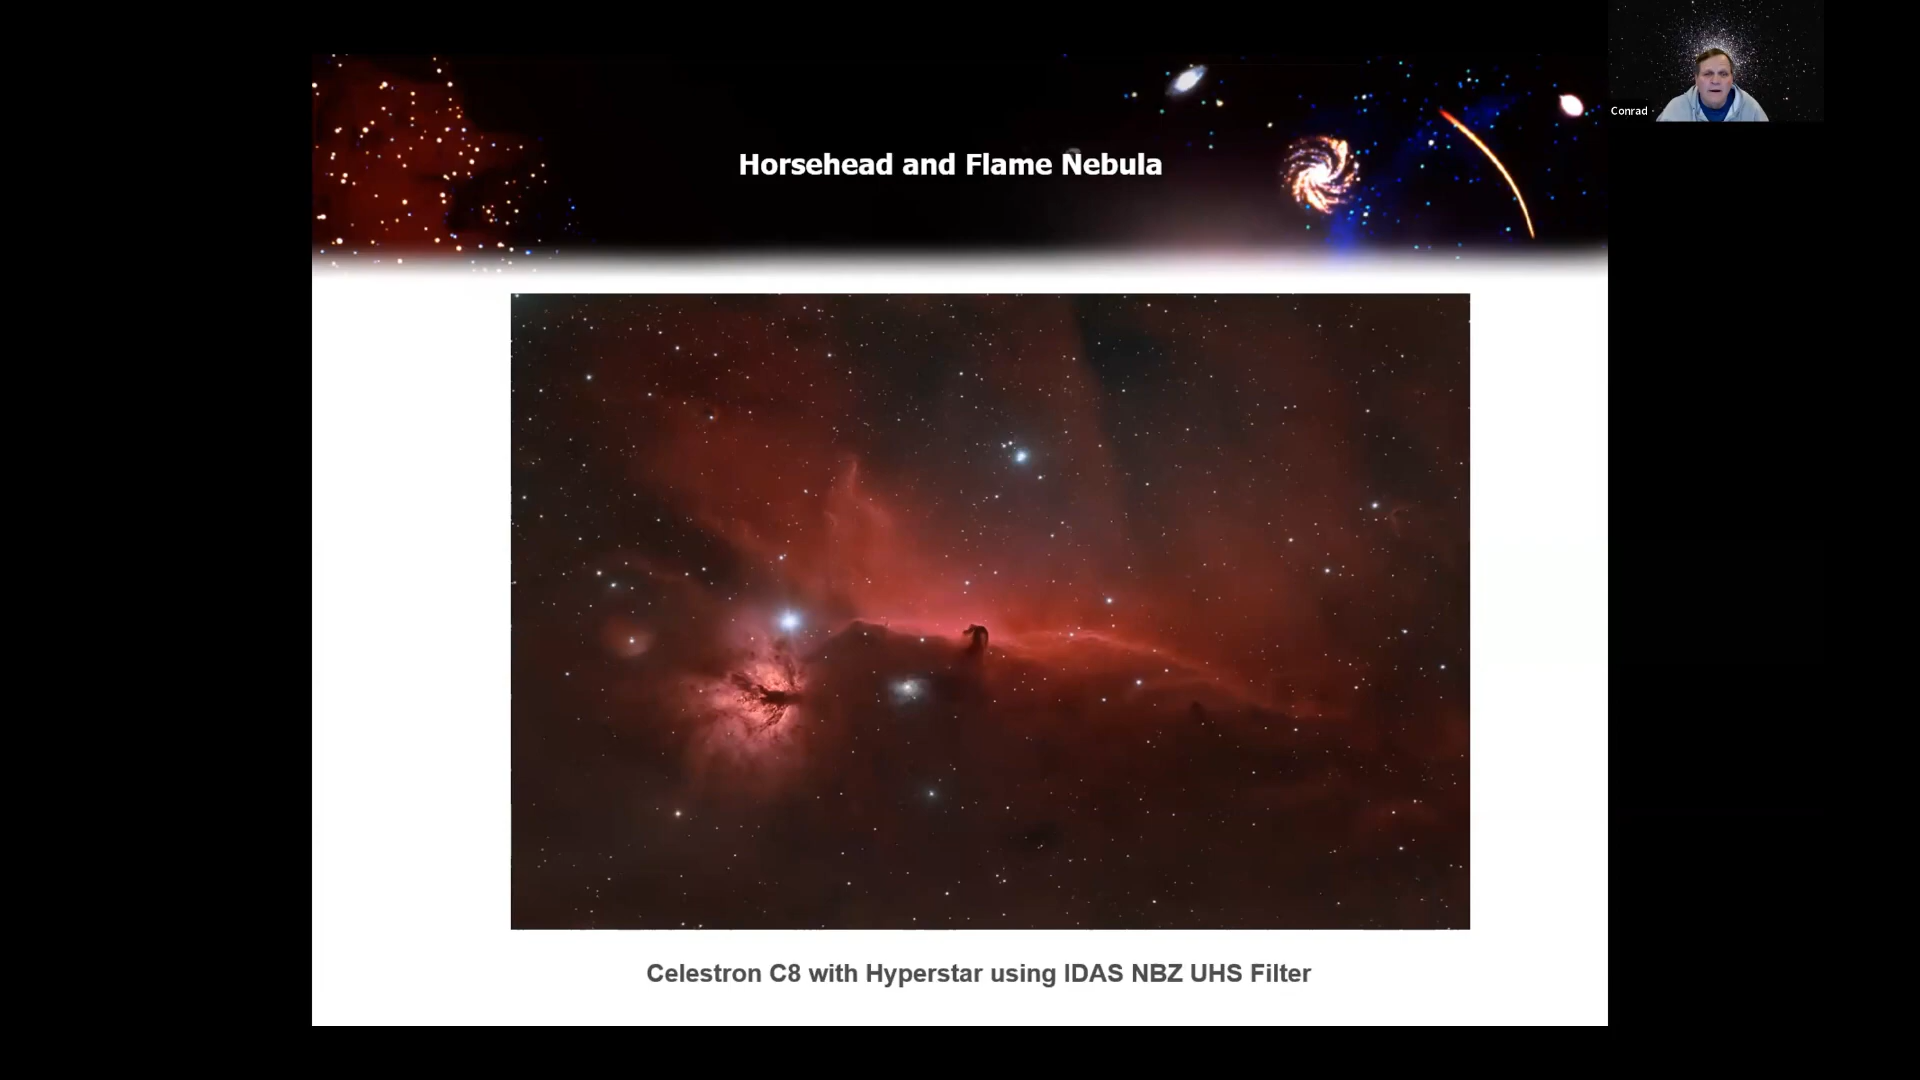 Conrad
Horsehead and Flame Nebula
Celestron C8 with Hyperstar using IDAS NBZ UHS Filter